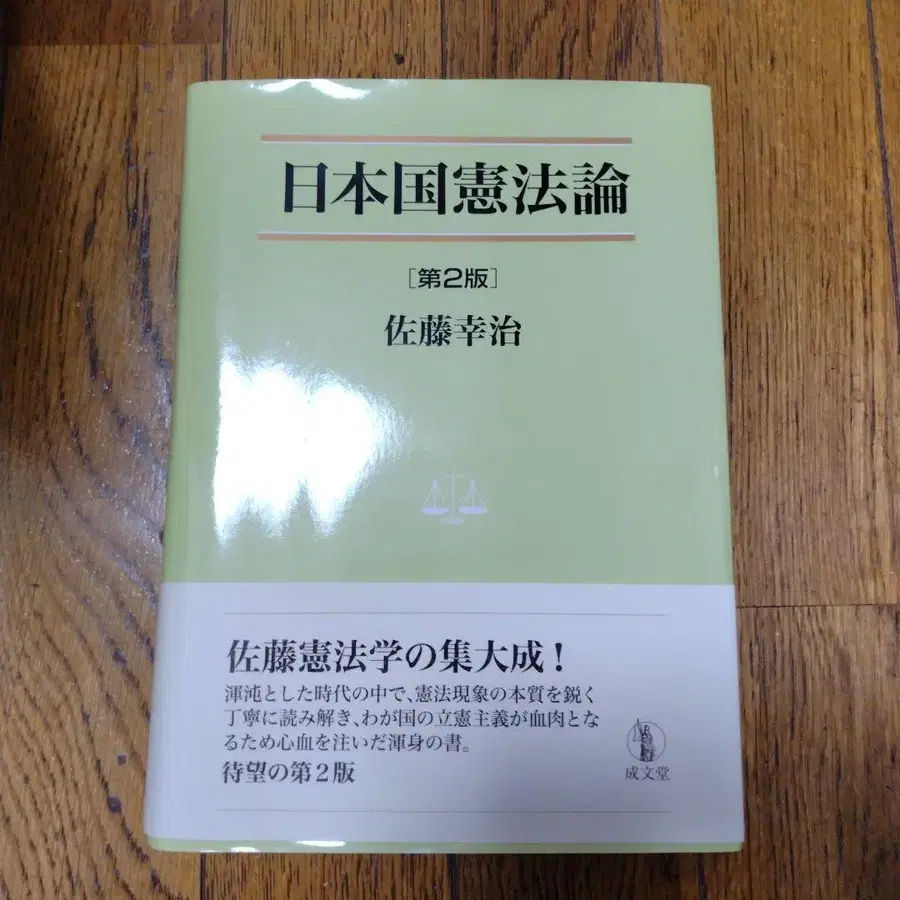 日本国憲法論
［第2版］
佐藤幸治
佐藤憲法学の集大成！
渾沌とした時代の中で、憲法現象の本質を鋭く
丁寧に読み解き、わが国の立憲主義が血肉とな
るため心血を注いだ渾身の書。
待望の第２版
成文堂